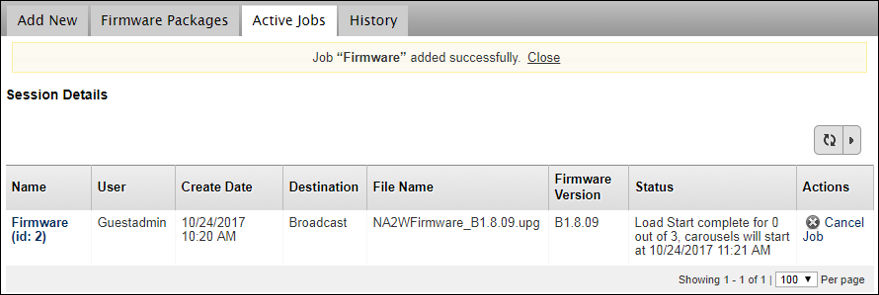 Add New Firmware Packages Active Jobs History
Job “Firmware” added successfully. Close
Session Details
Name User Create Date Destination File Name Firmware Version Status Actions
Firmware (id: 2) Guestadmin 10/24/2017 10:20 AM Broadcast NA2WFirmware_B1.8.09.upg B1.8.09 Load Start complete for 0 out of 3, carousels will start at 10/24/2017 11:21 AM Cancel Job
Showing 1 - 1 of 1 | 100 Per page